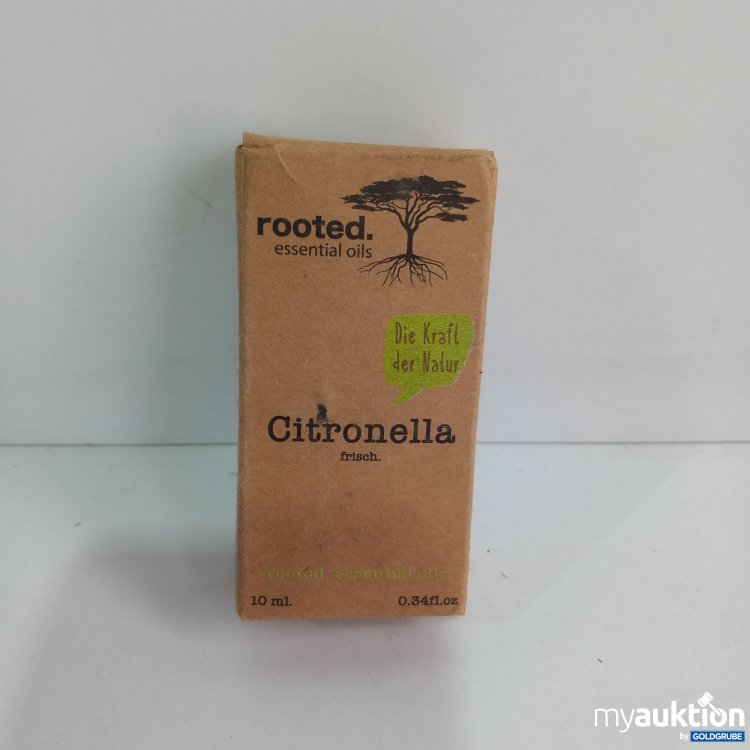 rooted.
essential oils
Die Kraft
der Natur
Citronella
frisch.
rooted. essential oils
10 ml. 0.34fl.oz
myauktion
by GOLDGRUBE